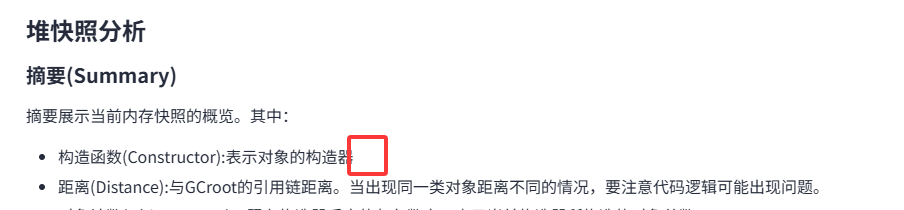 堆快照分析
摘要(Summary)
摘要展示当前内存快照的概览。其中：
构造函数(Constructor):表示对象的构造器
距离(Distance):与GCroot的引用链距离。当出现同一类对象距离不同的情况，要注意代码逻辑可能出现问题。